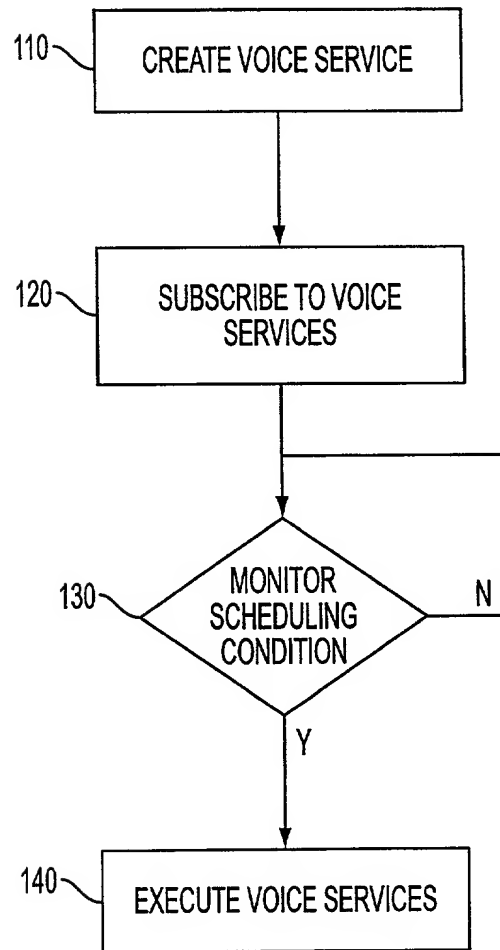 110
CREATE VOICE SERVICE
120
SUBSCRIBE TO VOICE
SERVICES
130
MONITOR
SCHEDULING
CONDITION
N
Y
140
EXECUTE VOICE SERVICES